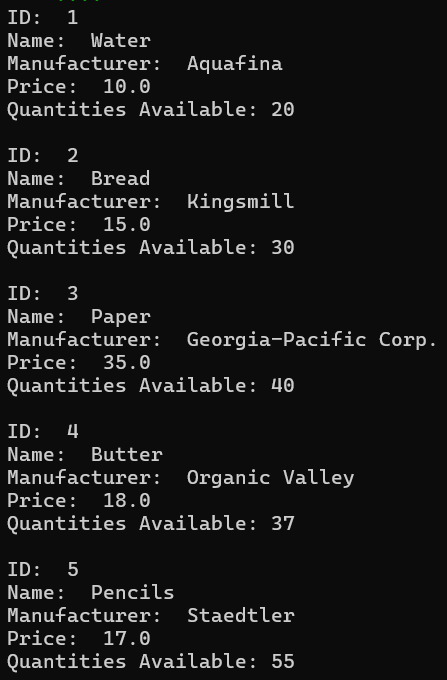 ID:  1
Name:  Water
Manufacturer:  Aquafina
Price:  10.0
Quantities Available: 20
ID:  2
Name:  Bread
Manufacturer:  Kingsmill
Price:  15.0
Quantities Available: 30
ID:  3
Name:  Paper
Manufacturer:  Georgia-Pacific Corp.
Price:  35.0
Quantities Available: 40
ID:  4
Name:  Butter
Manufacturer:  Organic Valley
Price:  18.0
Quantities Available: 37
ID:  5
Name:  Pencils
Manufacturer:  Staedtler
Price:  17.0
Quantities Available: 55